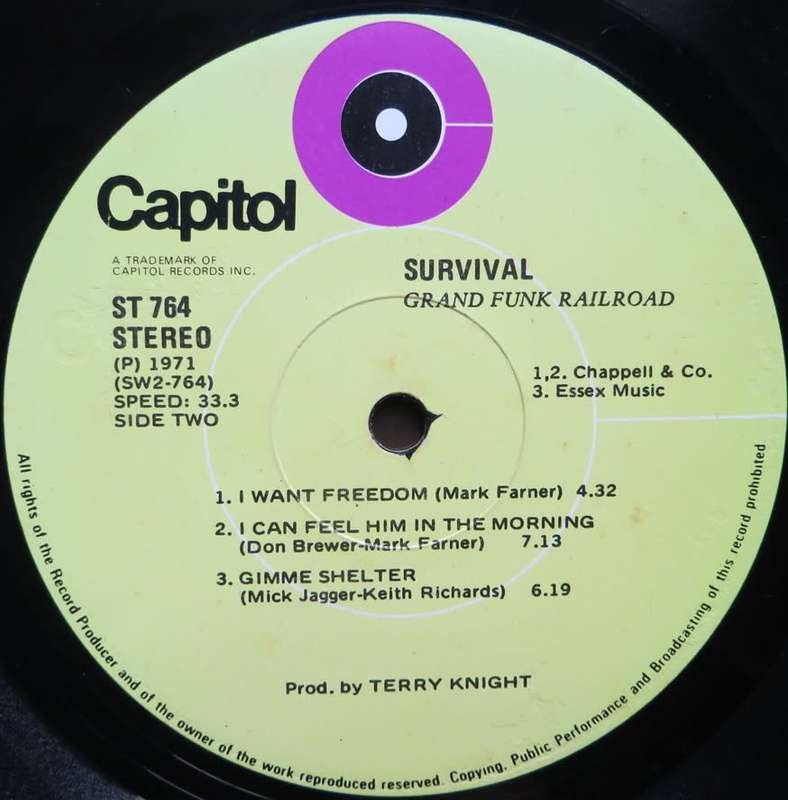 Capitol
A TRADEMARK OF
CAPITOL RECORDS INC.
SURVIVAL
GRAND FUNK RAILROAD
ST 764
STEREO
(P) 1971
(SW2-764)
SPEED: 33.3
SIDE TWO
1,2. Chappell & Co.
3. Essex Music
1. I WANT FREEDOM (Mark Farner) 4.32
2. I CAN FEEL HIM IN THE MORNING
(Don Brewer-Mark Farner) 7.13
3. GIMME SHELTER
(Mick Jagger-Keith Richards) 6.19
Prod. by TERRY KNIGHT
All rights of the Record Producer and of the owner of the work reproduced reserved. Copying, Public Performance and Broadcasting of this record prohibited